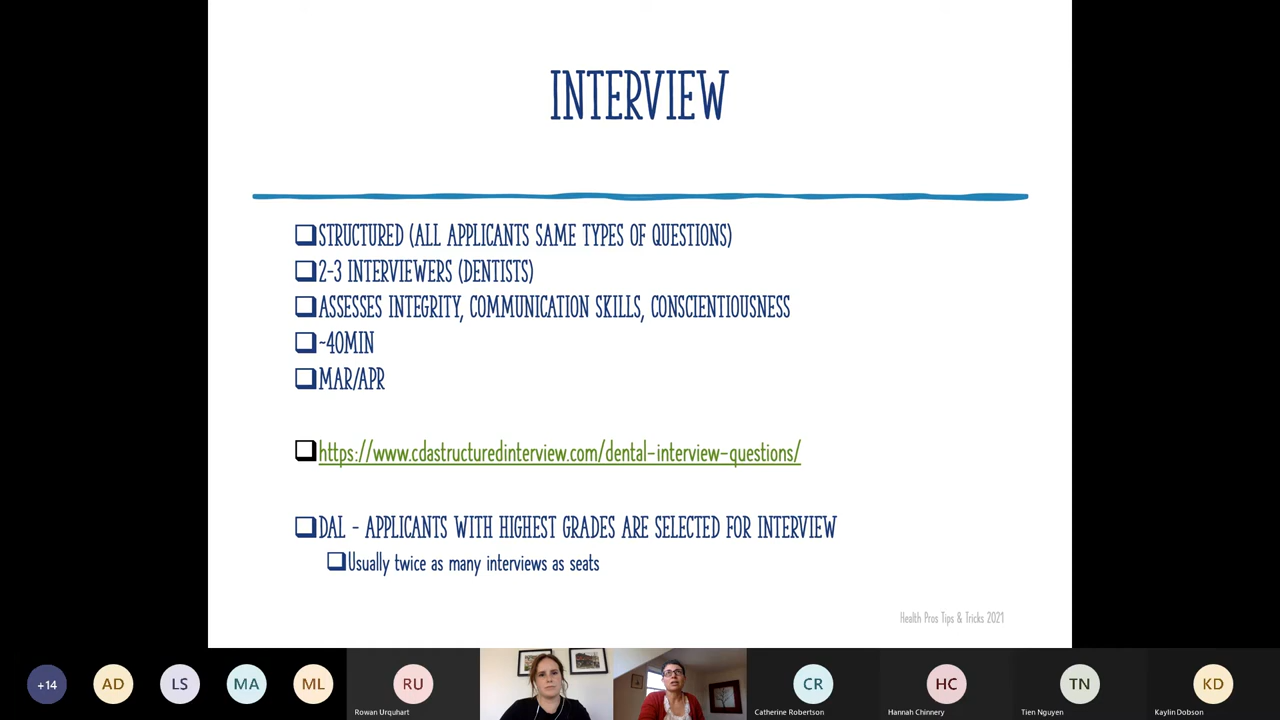 INTERVIEW
STRUCTURED (ALL APPLICANTS SAME TYPES OF QUESTIONS)
2-3 INTERVIEWERS (DENTISTS)
ASSESSES INTEGRITY, COMMUNICATION SKILLS, CONSCIENTIOUSNESS
~40MIN
MAR/APR
https://www.cdastructuredinterview.com/dental-interview-questions/
DAL - APPLICANTS WITH HIGHEST GRADES ARE SELECTED FOR INTERVIEW
Usually twice as many interviews as seats
Health Pros Tips & Tricks 2021
+14 AD LS MA ML RU CR HC TN KD
Rowan Urquhart Catherine Robertson Hannah Chinnery Tien Nguyen Kaylin Dobson